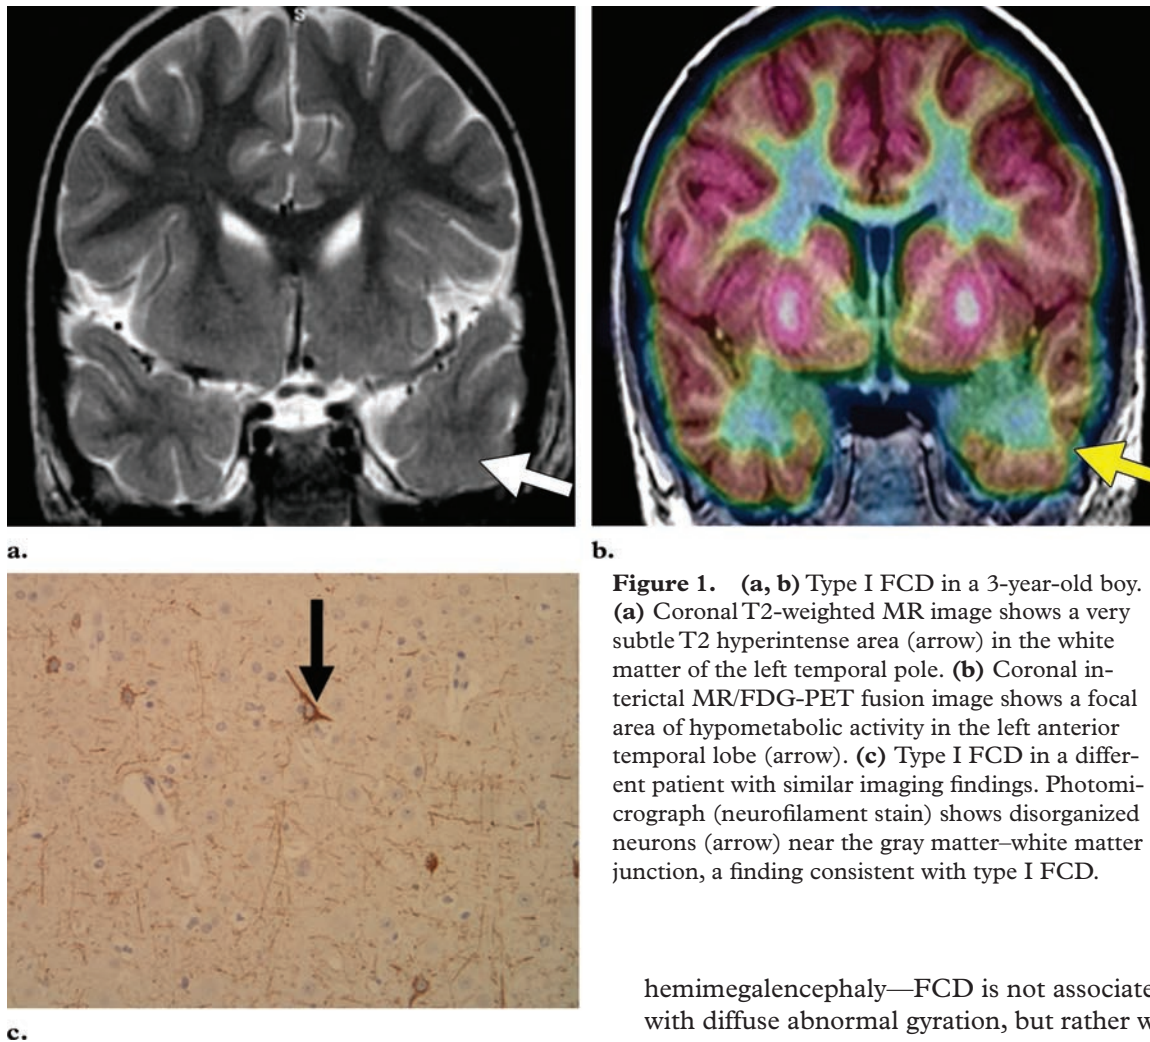 S
a.
b.
Figure 1. (a, b) Type I FCD in a 3-year-old boy.
(a) Coronal T2-weighted MR image shows a very
subtle T2 hyperintense area (arrow) in the white
matter of the left temporal pole. (b) Coronal in-
terictal MR/FDG-PET fusion image shows a focal
area of hypometabolic activity in the left anterior
temporal lobe (arrow). (c) Type I FCD in a differ-
ent patient with similar imaging findings. Photomi-
crograph (neurofilament stain) shows disorganized
neurons (arrow) near the gray matter–white matter
junction, a finding consistent with type I FCD.
hemimegalencephaly—FCD is not associate
with diffuse abnormal gyration, but rather w
c.